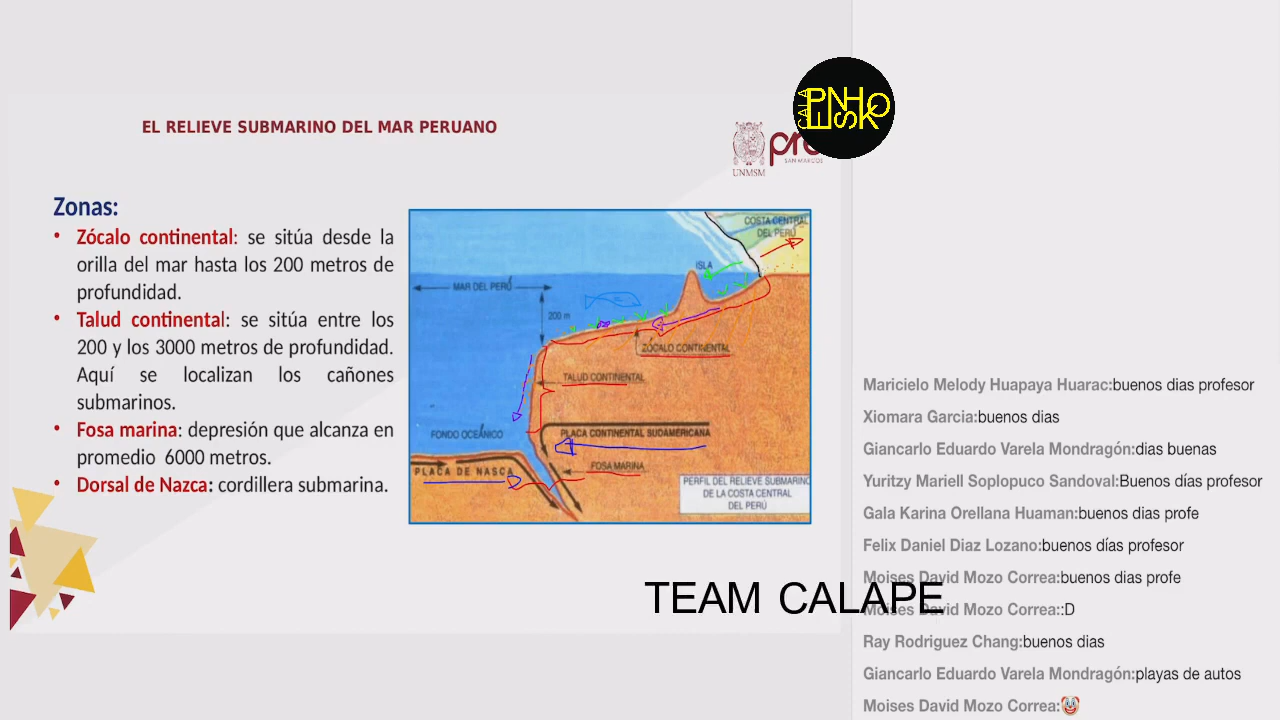 EL RELIEVE SUBMARINO DEL MAR PERUANO
CALA
PENHO
ESK
UNMSM
pre
SAN MARCOS
Zonas:
• Zócalo continental: se sitúa desde la
orilla del mar hasta los 200 metros de
profundidad.
• Talud continental: se sitúa entre los
200 y los 3000 metros de profundidad.
Aquí se localizan los cañones
submarinos.
• Fosa marina: depresión que alcanza en
promedio 6000 metros.
• Dorsal de Nazca: cordillera submarina.
COSTA CENTRAL
DEL PERÚ
ISLA
MAR DEL PERÚ
200 m
ZÓCALO CONTINENTAL
TALUD CONTINENTAL
FONDO OCEÁNICO
PLACA CONTINENTAL SUDAMERICANA
PLACA DE NASCA
FOSA MARINA
PERFIL DEL RELIEVE SUBMARINO
DE LA COSTA CENTRAL
DEL PERÚ
TEAM CALAPE
Maricielo Melody Huapaya Huarac:buenos dias profesor
Xiomara Garcia:buenos dias
Giancarlo Eduardo Varela Mondragón:dias buenas
Yuritzy Mariell Soplopuco Sandoval:Buenos días profesor
Gala Karina Orellana Huaman:buenos dias profe
Felix Daniel Diaz Lozano:buenos días profesor
Moises David Mozo Correa:buenos dias profe
Moises David Mozo Correa::D
Ray Rodriguez Chang:buenos dias
Giancarlo Eduardo Varela Mondragón:playas de autos
Moises David Mozo Correa:🤡